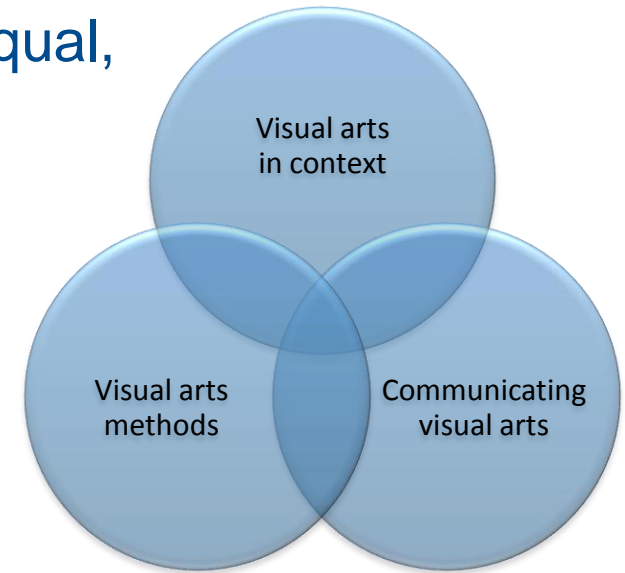 qual,
Visual arts
in context
Visual arts
methods
Communicating
visual arts